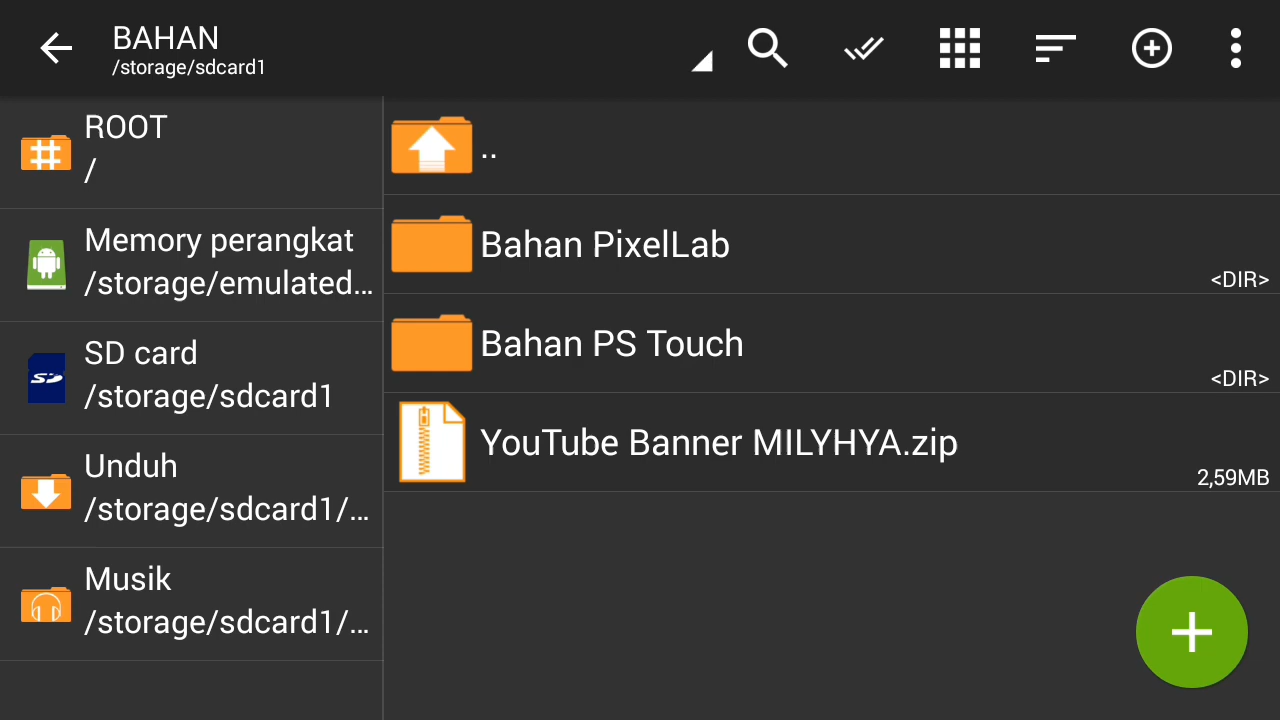 BAHAN
/storage/sdcard1
ROOT
/
Memory perangkat
/storage/emulated...
SD card
/storage/sdcard1
Unduh
/storage/sdcard1/...
Musik
/storage/sdcard1/...
..
Bahan PixelLab
<DIR>
Bahan PS Touch
<DIR>
YouTube Banner MILYHYA.zip
2,59MB